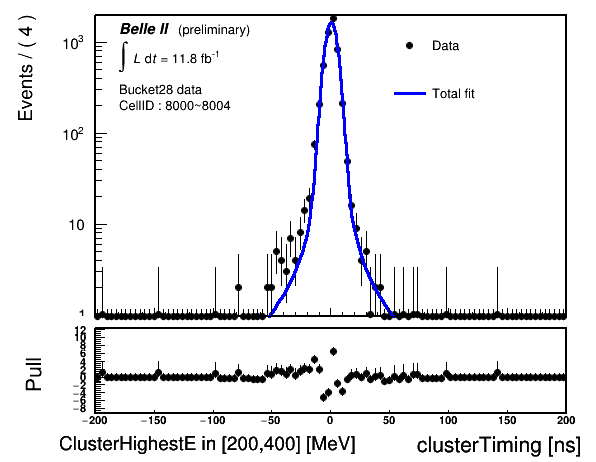 Belle II (preliminary)
∫ L dt = 11.8 fb⁻¹
Bucket28 data
CellID : 8000~8004
Data
Total fit
Events / ( 4 )
10³
10²
10
1
Pull
12
10
8
6
4
2
0
−2
−4
−6
−8
−200 −150 −100 −50 0 50 100 150 200
ClusterHighestE in [200,400] [MeV] clusterTiming [ns]